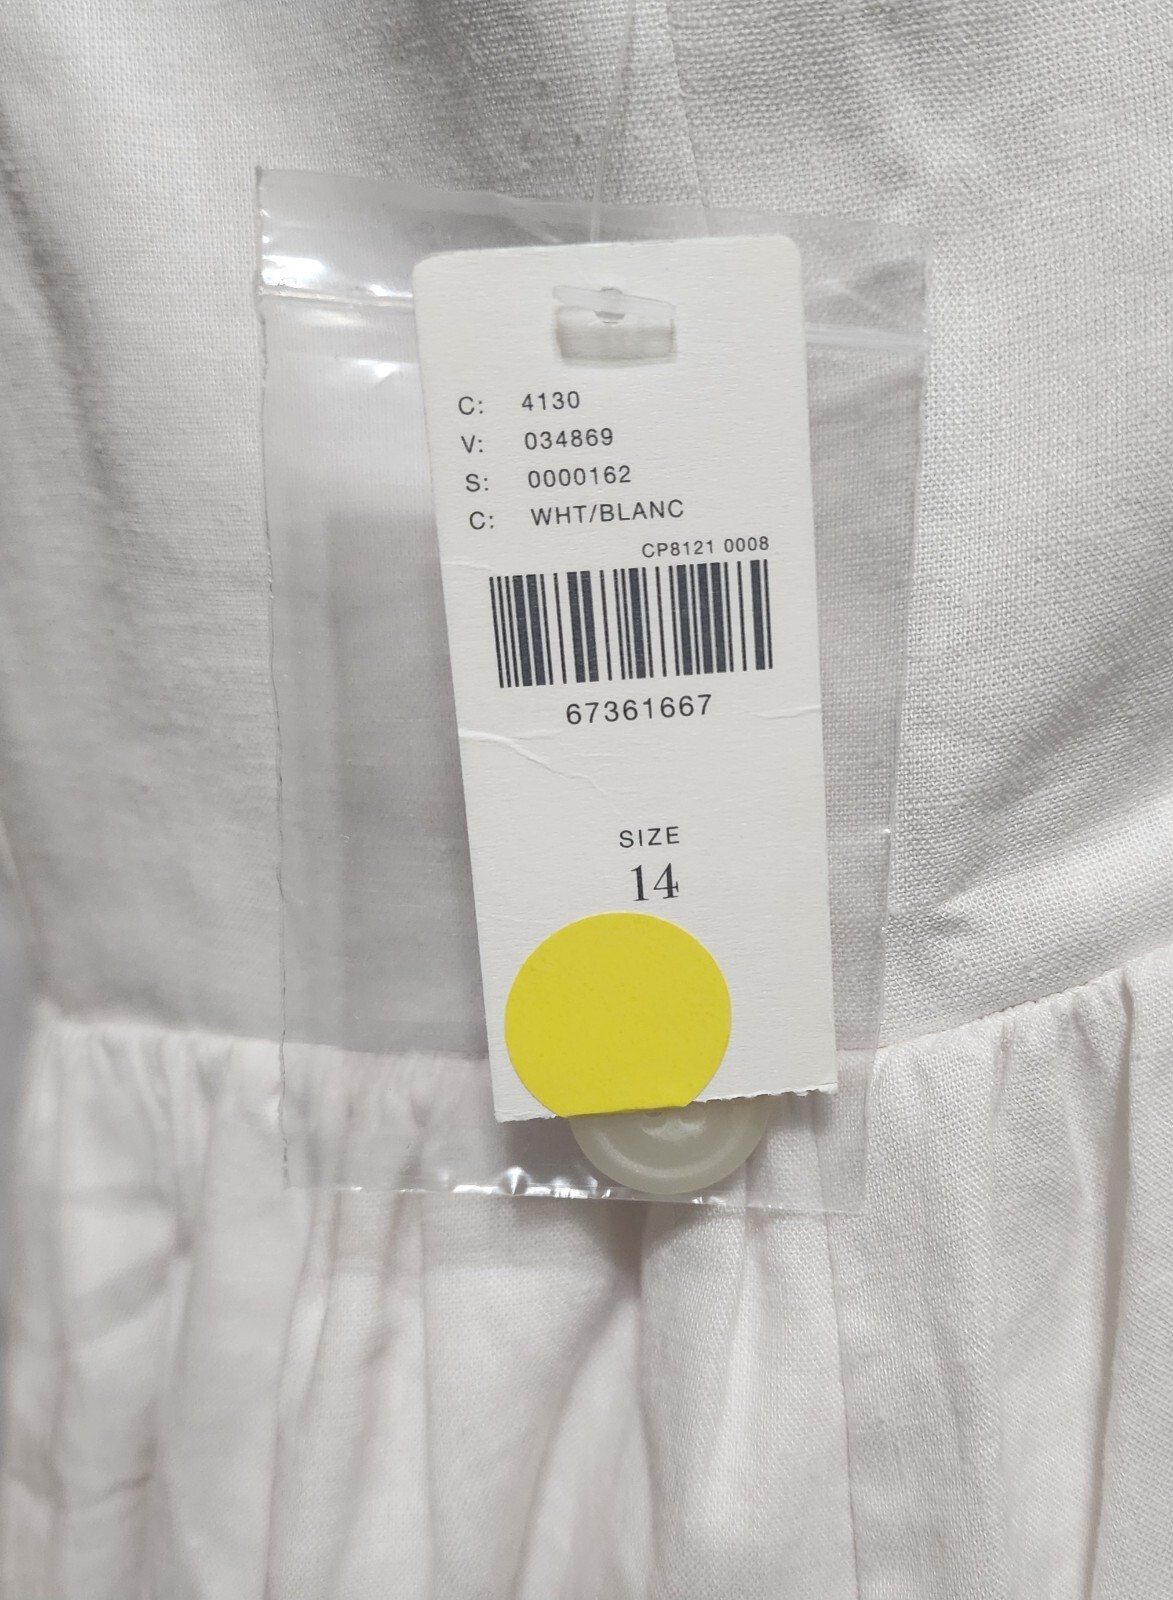 C: 4130
V: 034869
S: 0000162
C: WHT/BLANC
CP8121 0008
67361667
SIZE
14